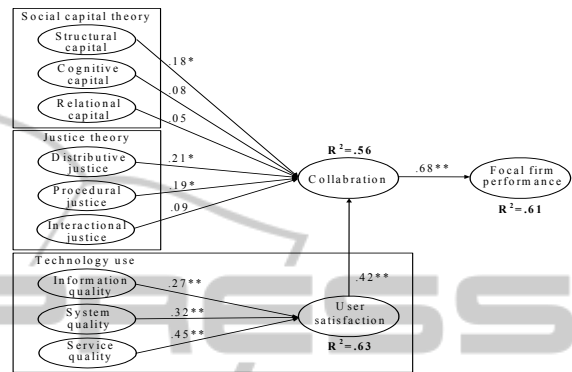 Social capital theory
Structural
capital
Cognitive
capital
Relational
capital
.18*
.08
.05
Justice theory
Distributive
justice
Procedural
justice
Interactional
justice
.21*
.19*
.09
R²=.56
Collabration
.68**
Focal firm
performance
R²=.61
.42**
Technology use
Information
quality
System
quality
Service
quality
.27**
.32**
.45**
User
satisfaction
R²=.63
PRESS